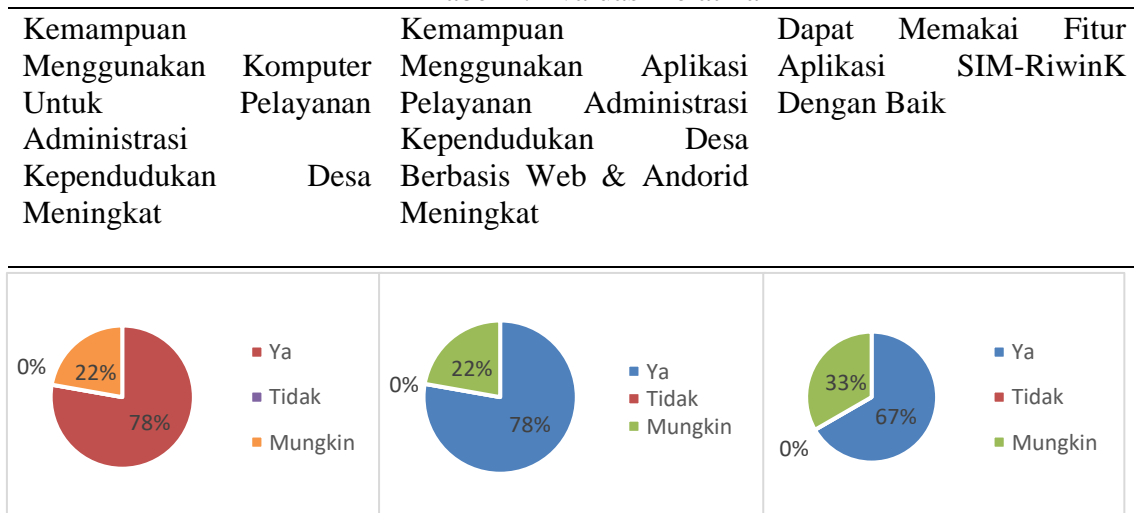 Kemampuan
Menggunakan Komputer
Untuk Pelayanan
Administrasi
Kependudukan Desa
Meningkat
Kemampuan
Menggunakan Aplikasi
Pelayanan Administrasi
Kependudukan Desa
Berbasis Web & Andorid
Meningkat
Dapat Memakai Fitur
Aplikasi SIM-RiwinK
Dengan Baik
0%
22%
78%
Ya
Tidak
Mungkin
0%
22%
78%
Ya
Tidak
Mungkin
33%
67%
0%
Ya
Tidak
Mungkin